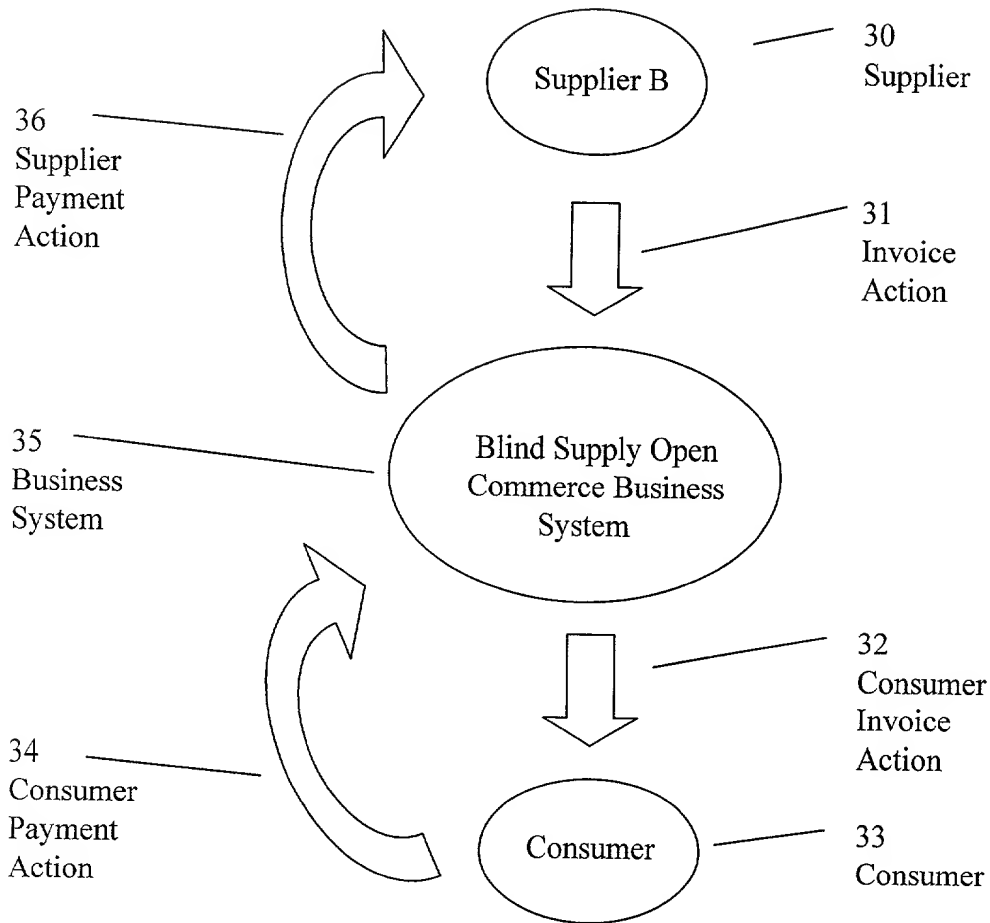 30
Supplier
Supplier B
36
Supplier
Payment
Action
31
Invoice
Action
35
Business
System
Blind Supply Open
Commerce Business
System
32
Consumer
Invoice
Action
34
Consumer
Payment
Action
Consumer
33
Consumer